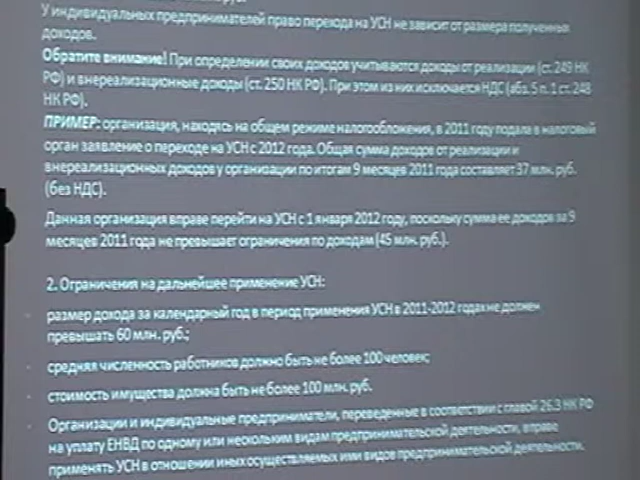 У индивидуальных предпринимателей право перехода на УСН не зависит от размера полученных
доходов.
Обратите внимание! При определении своих доходов учитываются доходы от реализации (ст. 249 НК
РФ) и внереализационные доходы (ст. 250 НК РФ). При этом из них исключается НДС (абз. 5 п. 1 ст. 248
НК РФ).
ПРИМЕР: организация, находясь на общем режиме налогообложения, в 2011 году подала в налоговый
орган заявление о переходе на УСН с 2012 года. Общая сумма доходов от реализации и
внереализационных доходов у организации по итогам 9 месяцев 2011 года составляет 37 млн. руб.
(без НДС).
Данная организация вправе перейти на УСН с 1 января 2012 году, поскольку сумма ее доходов за 9
месяцев 2011 года не превышает ограничения по доходам (45 млн. руб.).
2. Ограничения на дальнейшее применение УСН:
- размер дохода за календарный год в период применения УСН в 2011-2012 годах не должен
превышать 60 млн. руб.;
- средняя численность работников должно быть не более 100 человек;
- стоимость имущества должна быть не более 100 млн. руб.
- Организации и индивидуальные предприниматели, переведенные в соответствии с главой 26.3 НК РФ
на уплату ЕНВД по одному или нескольким видам предпринимательской деятельности, вправе
применять УСН в отношении иных осуществляемых ими видов предпринимательской деятельности.